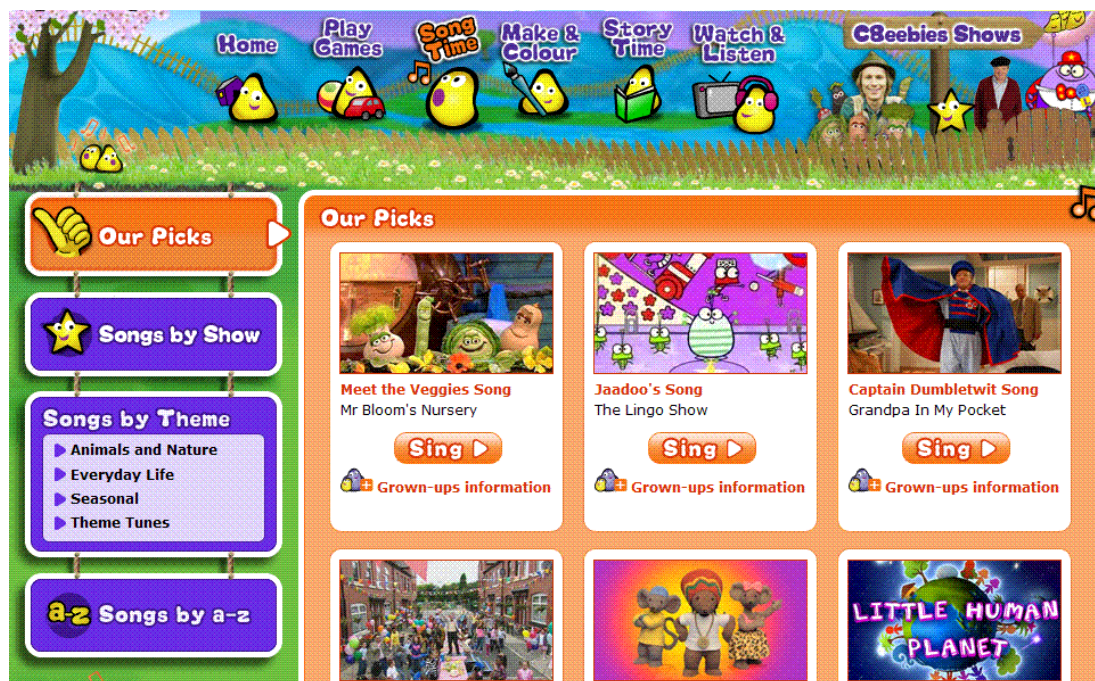 Home
Play
Games
Song
Time
Make &
Colour
Story
Time
Watch &
Listen
CBeebies Shows
Our Picks
Songs by Show
Songs by Theme
Animals and Nature
Everyday Life
Seasonal
Theme Tunes
a-z Songs by a-z
Our Picks
Meet the Veggies Song
Mr Bloom's Nursery
Sing
Grown-ups information
Jaadoo's Song
The Lingo Show
Sing
Grown-ups information
Captain Dumbletwit Song
Grandpa In My Pocket
Sing
Grown-ups information
LITTLE HUMAN
PLANET